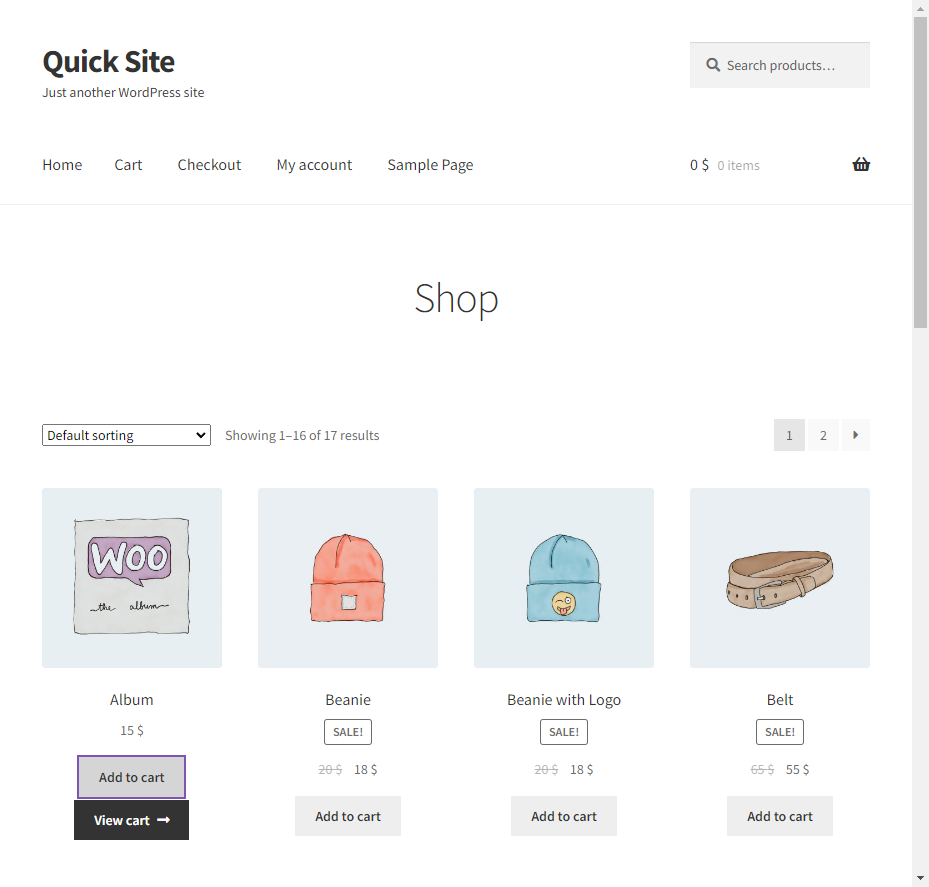 Quick Site
Just another WordPress site
Search products…
Home Cart Checkout My account Sample Page
0 $ 0 items
Shop
Default sorting
Showing 1–16 of 17 results
1 2
WOO
the album
Album
15 $
Add to cart
View cart
Beanie
SALE!
20 $ 18 $
Add to cart
Beanie with Logo
SALE!
20 $ 18 $
Add to cart
Belt
SALE!
65 $ 55 $
Add to cart